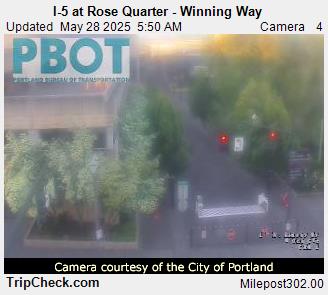 I-5 at Rose Quarter - Winning Way
Updated May 28 2025 5:50 AM Camera 4
PBOT
PORTLAND BUREAU OF TRANSPORTATION
Camera courtesy of the City of Portland
TripCheck.com Milepost302.00